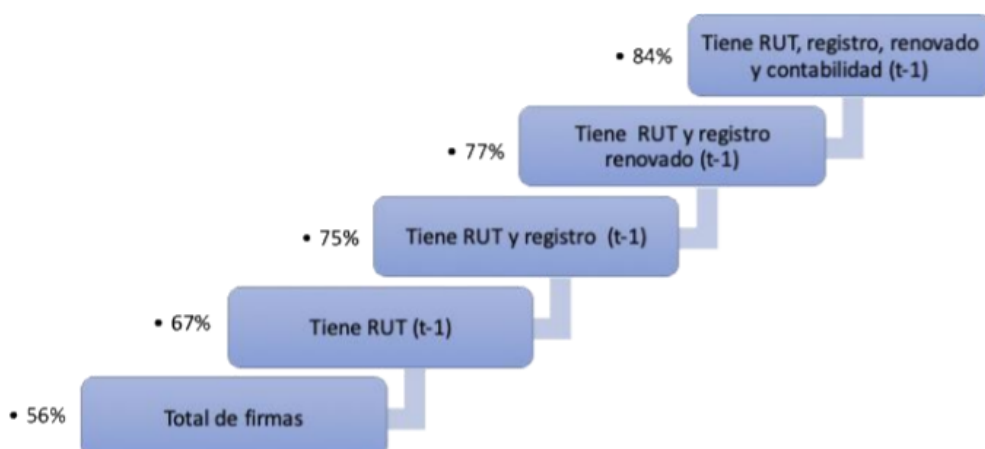 • 84%
Tiene RUT, registro, renovado
y contabilidad (t-1)
• 77%
Tiene RUT y registro
renovado (t-1)
• 75%
Tiene RUT y registro (t-1)
• 67%
Tiene RUT (t-1)
• 56%
Total de firmas